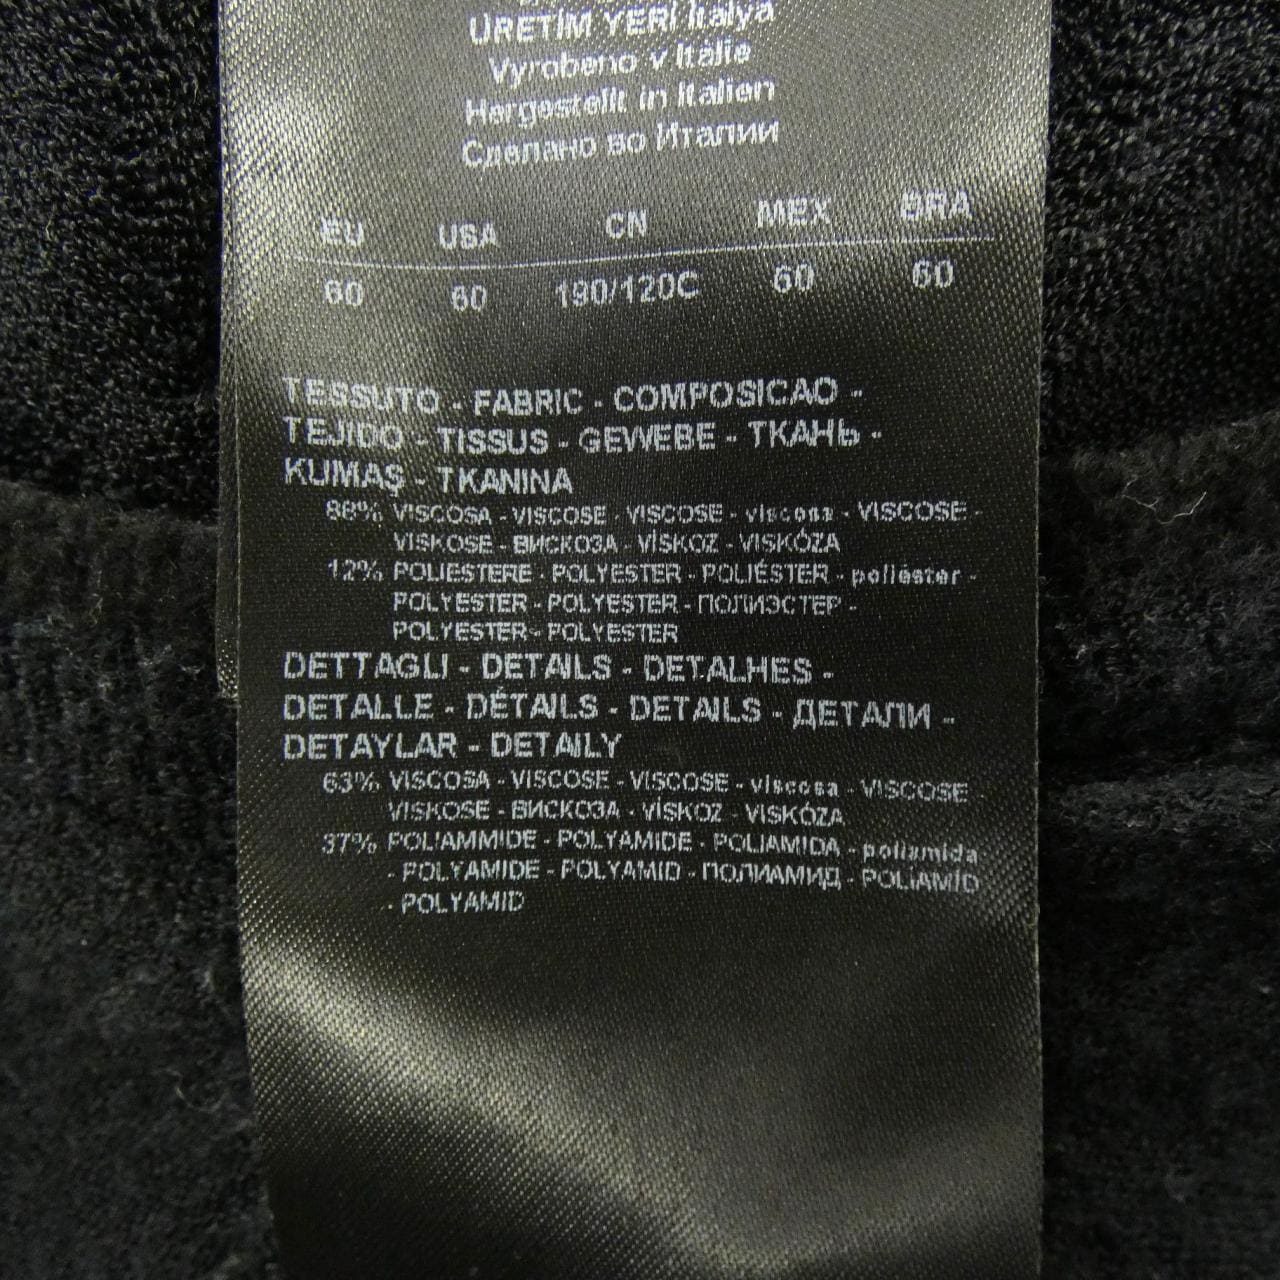 ÜRETİM YERİ İtalya
Vyrobeno v Itálie
Hergestellt in Italien
Сделано во Италии
EU USA CN MEX BRA
60 60 190/120C 60 60
TESSUTO - FABRIC - COMPOSICAO -
TEJIDO - TISSUS - GEWEBE - ТКАНЬ -
KUMAŞ - TKANINA
88% VISCOSA - VISCOSE - VISCOSE - viscosa - VISCOSE -
VISKOSE - ВИСКОЗА - VİSKOZ - VISKÓZA
12% POLIESTERE - POLYESTER - POLIÉSTER - poliéster -
POLYESTER - POLYESTER - ПОЛИЭСТЕР -
POLYESTER - POLYESTER
DETTAGLI - DETAILS - DETALHES -
DETALLE - DÉTAILS - DETAILS - ДЕТАЛИ -
DETAYLAR - DETAILY
63% VISCOSA - VISCOSE - VISCOSE - viscosa - VISCOSE
VISKOSE - ВИСКОЗА - VİSKOZ - VISKÓZA
37% POLIAMMIDE - POLYAMIDE - POLIAMIDA - poliamida
- POLYAMIDE - POLYAMID - ПОЛИАМИД - POLİAMİD
- POLYAMID